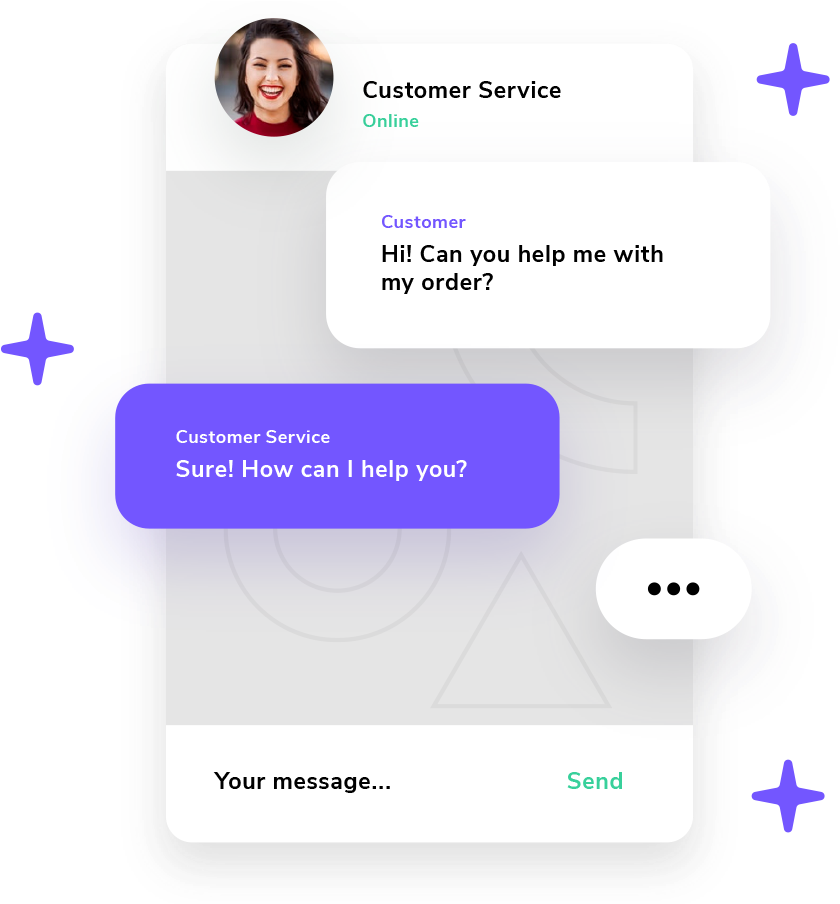 Customer Service
Online
Customer
Hi! Can you help me with
my order?
Customer Service
Sure! How can I help you?
Your message...
Send